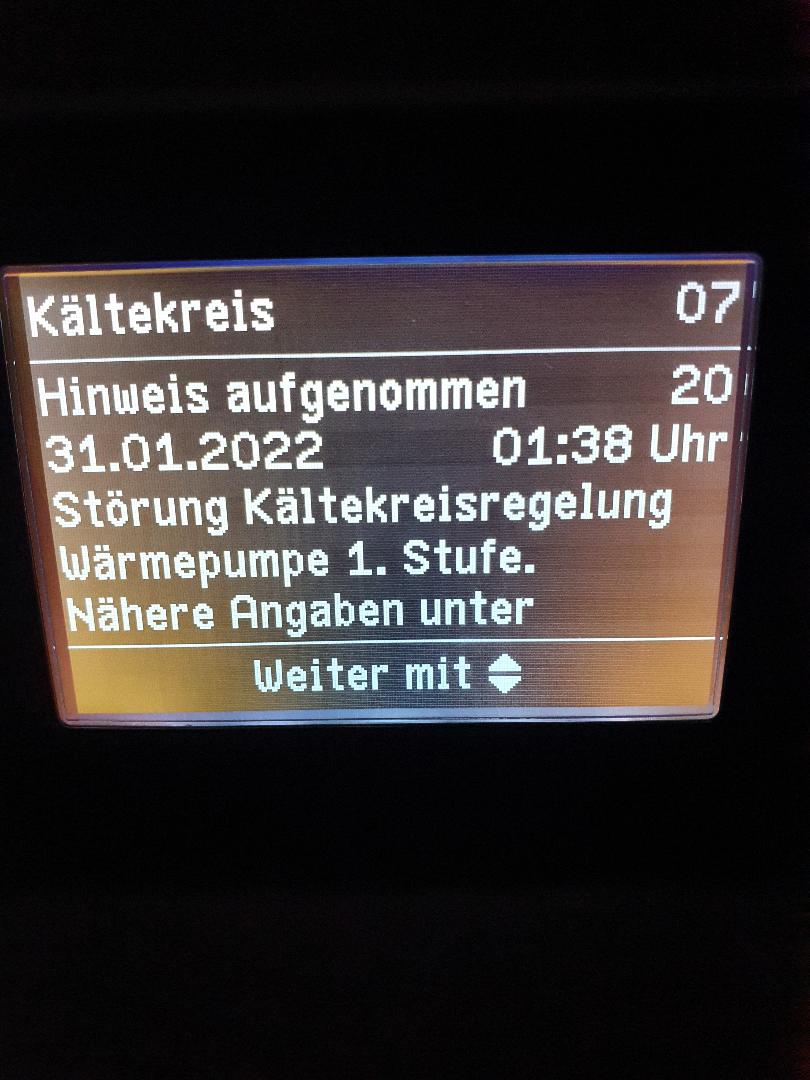 Kältekreis 07
Hinweis aufgenommen 20
31.01.2022 01:38 Uhr
Störung Kältekreisregelung
Wärmepumpe 1. Stufe.
Nähere Angaben unter
Weiter mit